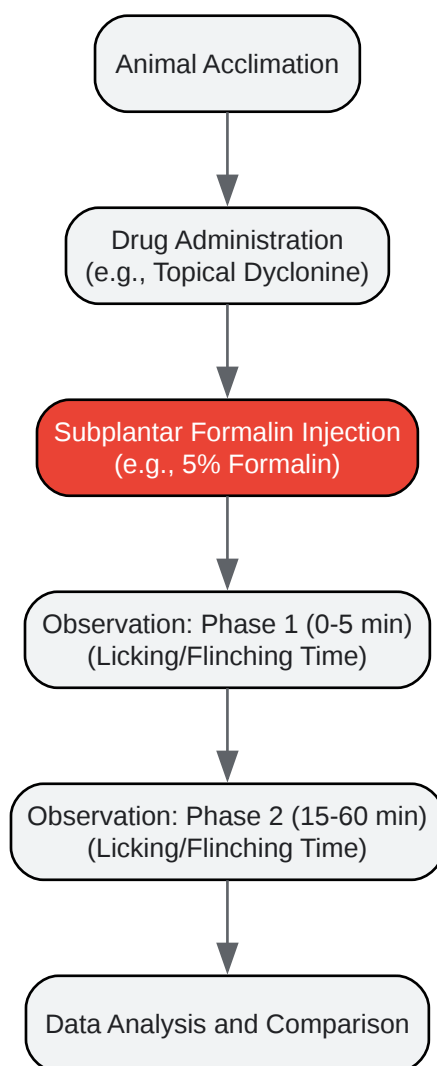 Animal Acclimation
Drug Administration
(e.g., Topical Dyclonine)
Subplantar Formalin Injection
(e.g., 5% Formalin)
Observation: Phase 1 (0-5 min)
(Licking/Flinching Time)
Observation: Phase 2 (15-60 min)
(Licking/Flinching Time)
Data Analysis and Comparison